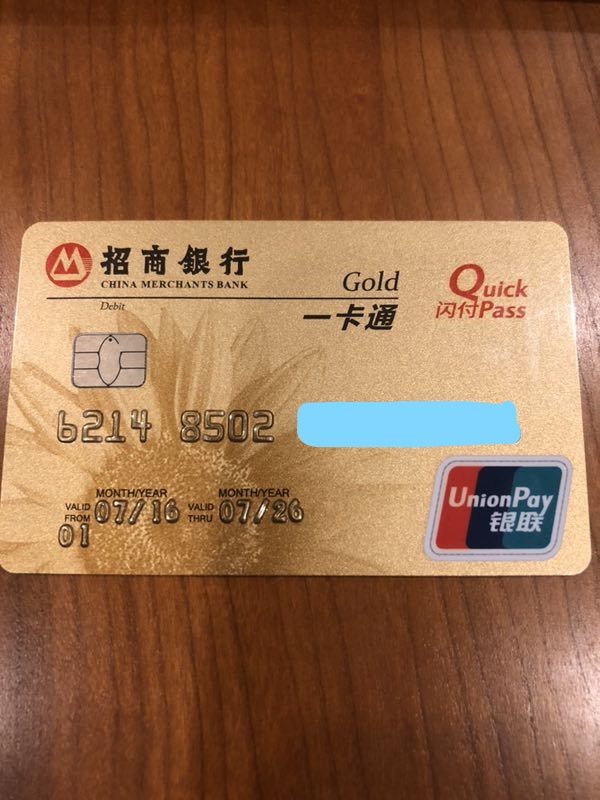 招商銀行
CHINA MERCHANTS BANK
Debit
Gold
一卡通
Quick
闪付Pass
6214 8502
MONTH/YEAR MONTH/YEAR
VALID FROM 07/16 VALID THRU 07/26
01
UnionPay
银联